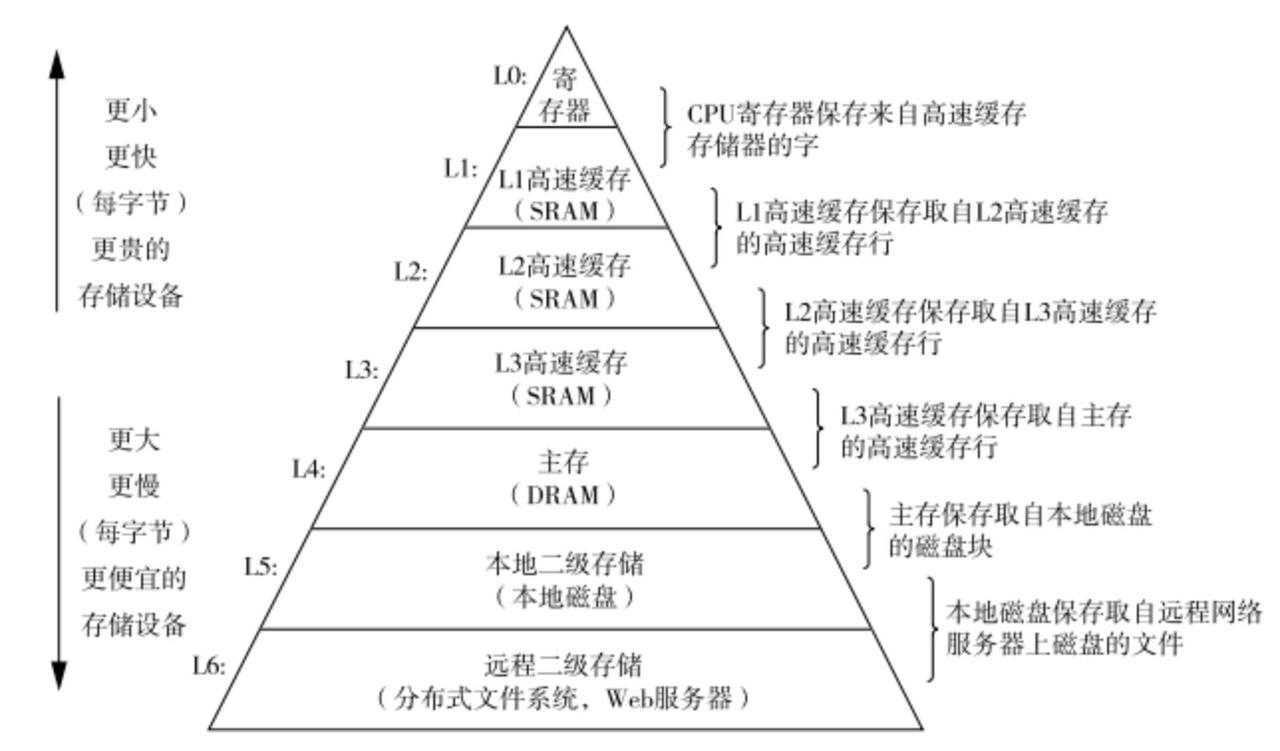 更小
更快
（每字节）
更贵的
存储设备
更大
更慢
（每字节）
更便宜的
存储设备
L0:
寄
存器
CPU寄存器保存来自高速缓存
存储器的字
L1:
L1高速缓存
（SRAM）
L1高速缓存保存取自L2高速缓存
的高速缓存行
L2:
L2高速缓存
（SRAM）
L2高速缓存保存取自L3高速缓存
的高速缓存行
L3:
L3高速缓存
（SRAM）
L3高速缓存保存取自主存
的高速缓存行
L4:
主存
（DRAM）
主存保存取自本地磁盘
的磁盘块
L5:
本地二级存储
（本地磁盘）
本地磁盘保存取自远程网络
服务器上磁盘的文件
L6:
远程二级存储
（分布式文件系统，Web服务器）